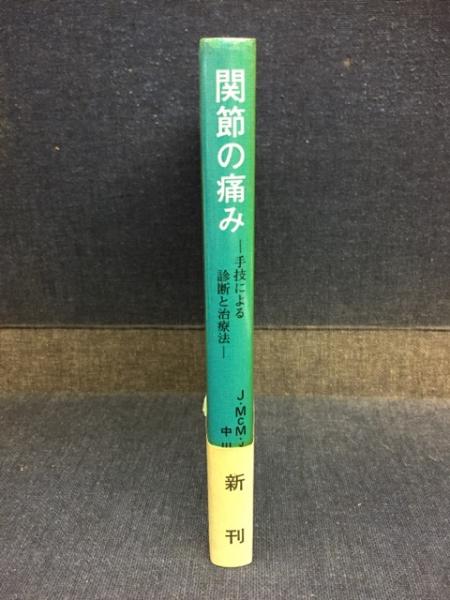 関節の痛み
―手技による
診断と治療法―
J・McM・
中川
新刊